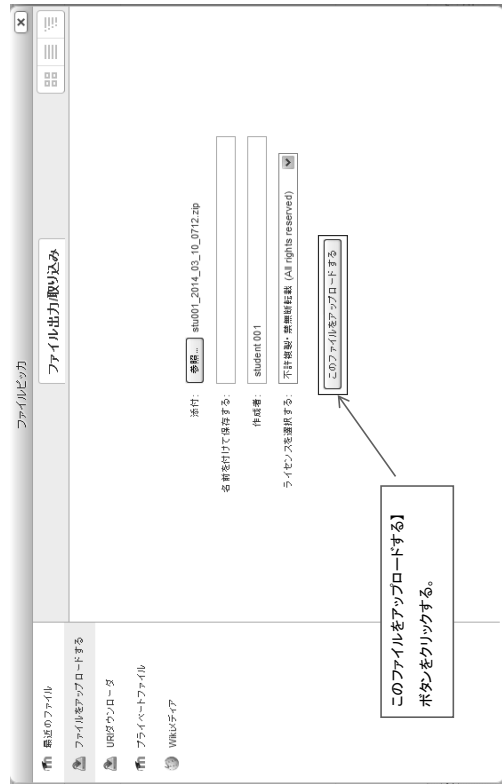 ファイルピッカ
×
最近のファイル
ファイルをアップロードする
URLダウンローダ
プライベートファイル
Wikiメディア
ファイル出力/取り込み
添付: 参照... stu001_2014_03_10_0712.zip
名前を付けて保存する:
作成者: student 001
ライセンスを選択する: 不許複製・禁無断転載 (All rights reserved)
このファイルをアップロードする
このファイルをアップロードする】
ボタンをクリックする。